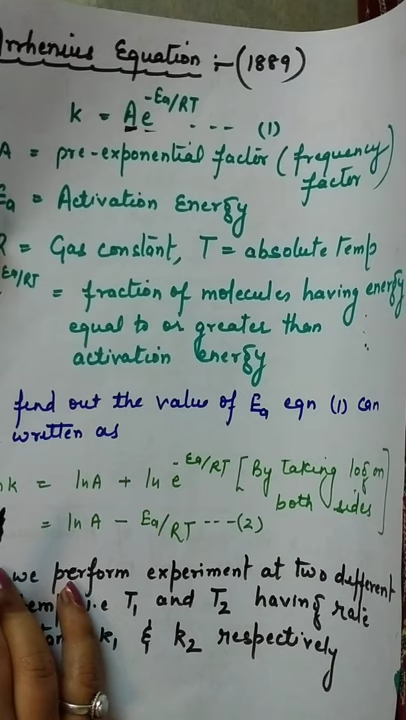 rrhenius Equation :- (1889)
k = Ae^-Ea/RT ---- (1)
A = pre-exponential factor (frequency factor)
Ea = Activation Energy
R = Gas constant, T = absolute temp
Ea/RT = fraction of molecules having energy
equal to or greater than
activation energy
find out the value of Ea eqn (1) can
written as
nk = ln A + ln e^-Ea/RT [By taking log on both sides]
= ln A - Ea/RT ---(2)
we perform experiment at two different
i.e T1 and T2 having rate
k1 & k2 respectively